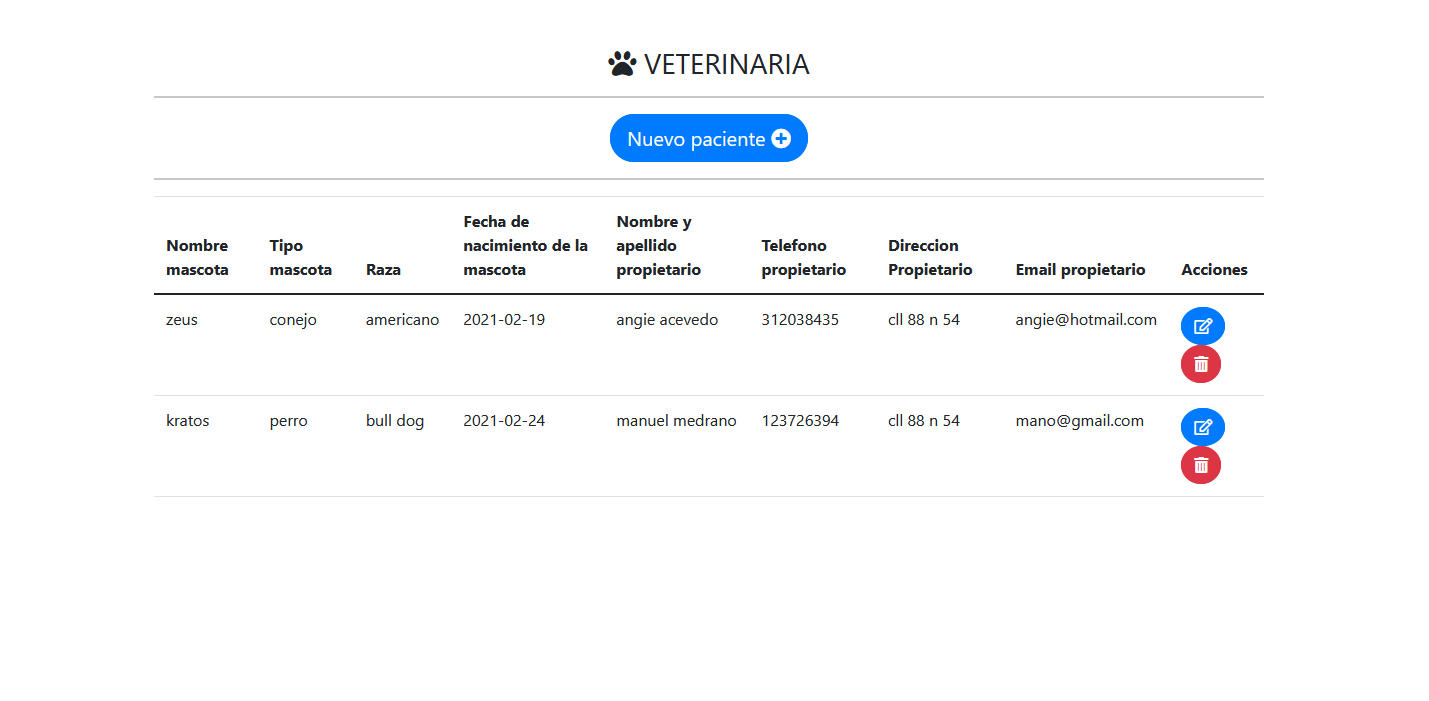 VETERINARIA
Nuevo paciente
Nombre mascota
Tipo mascota
Raza
Fecha de nacimiento de la mascota
Nombre y apellido propietario
Telefono propietario
Direccion Propietario
Email propietario
Acciones
zeus conejo americano 2021-02-19 angie acevedo 312038435 cll 88 n 54 angie@hotmail.com
kratos perro bull dog 2021-02-24 manuel medrano 123726394 cll 88 n 54 mano@gmail.com